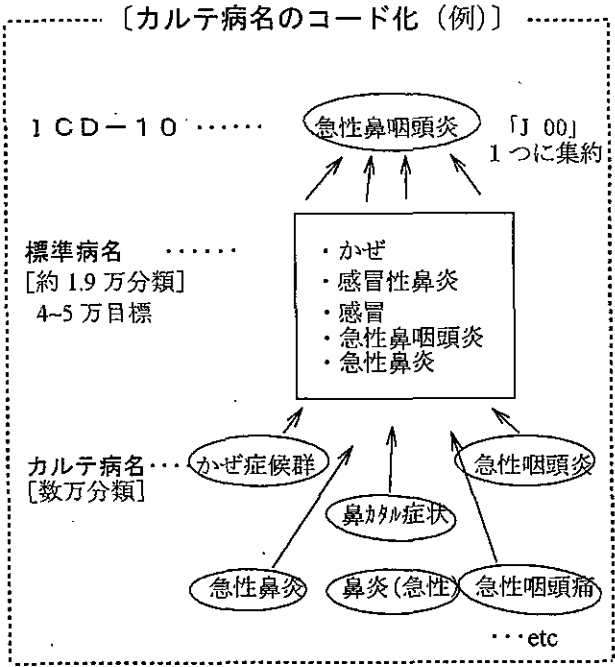 〔カルテ病名のコード化（例）〕
ICD－10 ・・・・・・ 急性鼻咽頭炎 「J 00」
1つに集約
標準病名 ・・・・・・
［約1.9万分類］
4~5万目標
・かぜ
・感冒性鼻炎
・感冒
・急性鼻咽頭炎
・急性鼻炎
カルテ病名・・・・ かぜ症候群 急性咽頭炎
［数万分類］
鼻ｶﾀﾙ症状
急性鼻炎 鼻炎(急性) 急性咽頭痛
・・・etc